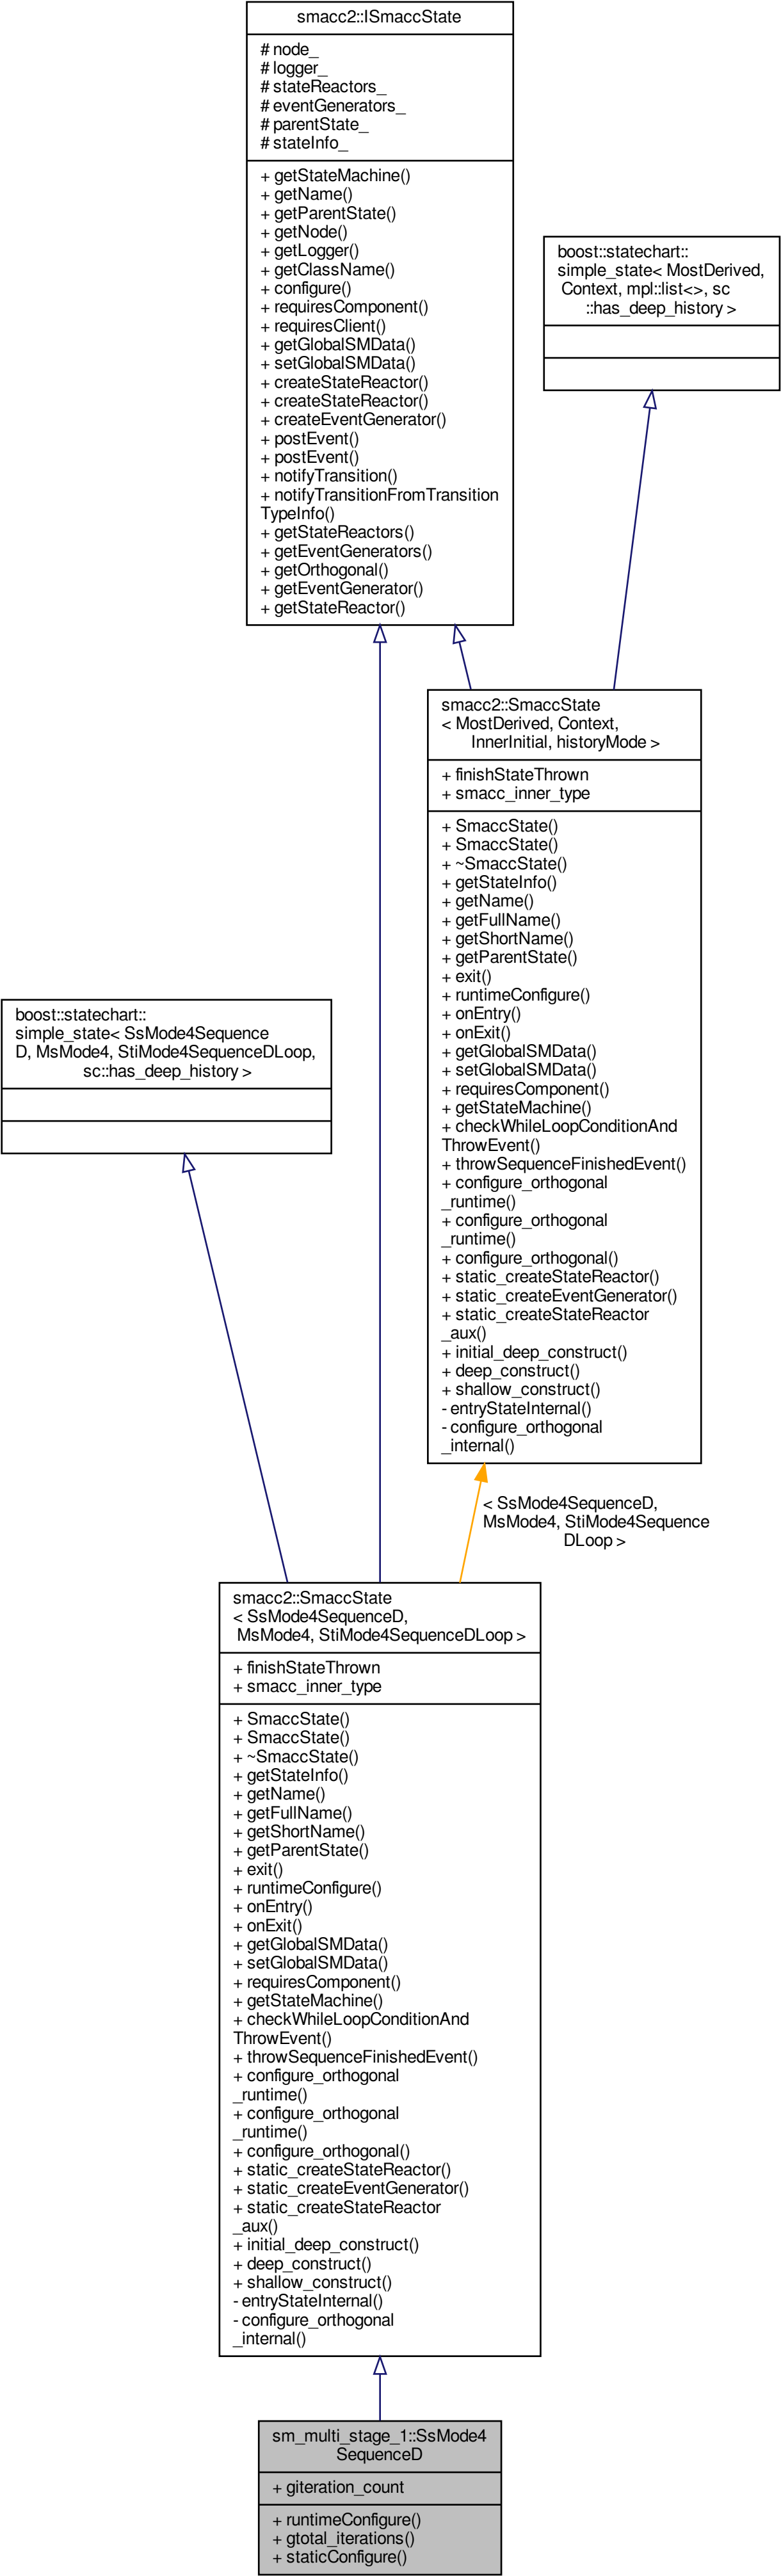 smacc2::ISmaccState
# node_
# logger_
# stateReactors_
# eventGenerators_
# parentState_
# stateInfo_
+ getStateMachine()
+ getName()
+ getParentState()
+ getNode()
+ getLogger()
+ getClassName()
+ configure()
+ requiresComponent()
+ requiresClient()
+ getGlobalSMData()
+ setGlobalSMData()
+ createStateReactor()
+ createStateReactor()
+ createEventGenerator()
+ postEvent()
+ postEvent()
+ notifyTransition()
+ notifyTransitionFromTransition
TypeInfo()
+ getStateReactors()
+ getEventGenerators()
+ getOrthogonal()
+ getEventGenerator()
+ getStateReactor()
boost::statechart::
simple_state< MostDerived,
Context, mpl::list<>, sc
::has_deep_history >
smacc2::SmaccState
< MostDerived, Context,
InnerInitial, historyMode >
+ finishStateThrown
+ smacc_inner_type
+ SmaccState()
+ SmaccState()
+ ~SmaccState()
+ getStateInfo()
+ getName()
+ getFullName()
+ getShortName()
+ getParentState()
+ exit()
+ runtimeConfigure()
+ onEntry()
+ onExit()
+ getGlobalSMData()
+ setGlobalSMData()
+ requiresComponent()
+ getStateMachine()
+ checkWhileLoopConditionAnd
ThrowEvent()
+ throwSequenceFinishedEvent()
+ configure_orthogonal
_runtime()
+ configure_orthogonal
_runtime()
+ configure_orthogonal()
+ static_createStateReactor()
+ static_createEventGenerator()
+ static_createStateReactor
_aux()
+ initial_deep_construct()
+ deep_construct()
+ shallow_construct()
- entryStateInternal()
- configure_orthogonal
_internal()
boost::statechart::
simple_state< SsMode4Sequence
D, MsMode4, StiMode4SequenceDLoop,
sc::has_deep_history >
< SsMode4SequenceD,
MsMode4, StiMode4Sequence
DLoop >
smacc2::SmaccState
< SsMode4SequenceD,
MsMode4, StiMode4SequenceDLoop >
+ finishStateThrown
+ smacc_inner_type
+ SmaccState()
+ SmaccState()
+ ~SmaccState()
+ getStateInfo()
+ getName()
+ getFullName()
+ getShortName()
+ getParentState()
+ exit()
+ runtimeConfigure()
+ onEntry()
+ onExit()
+ getGlobalSMData()
+ setGlobalSMData()
+ requiresComponent()
+ getStateMachine()
+ checkWhileLoopConditionAnd
ThrowEvent()
+ throwSequenceFinishedEvent()
+ configure_orthogonal
_runtime()
+ configure_orthogonal
_runtime()
+ configure_orthogonal()
+ static_createStateReactor()
+ static_createEventGenerator()
+ static_createStateReactor
_aux()
+ initial_deep_construct()
+ deep_construct()
+ shallow_construct()
- entryStateInternal()
- configure_orthogonal
_internal()
sm_multi_stage_1::SsMode4
SequenceD
+ giteration_count
+ runtimeConfigure()
+ gtotal_iterations()
+ staticConfigure()